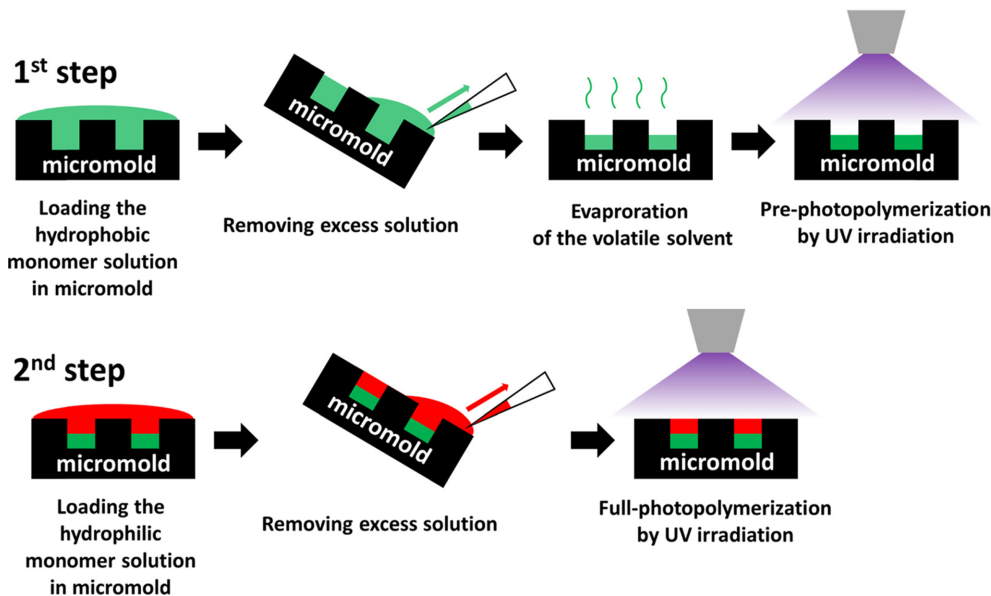 1st step
micromold
micromold
micromold
micromold
Loading the
hydrophobic
monomer solution
in micromold
Removing excess solution
Evaproration
of the volatile solvent
Pre-photopolymerization
by UV irradiation
2nd step
micromold
micromold
micromold
Loading the
hydrophilic
monomer solution
in micromold
Removing excess solution
Full-photopolymerization
by UV irradiation